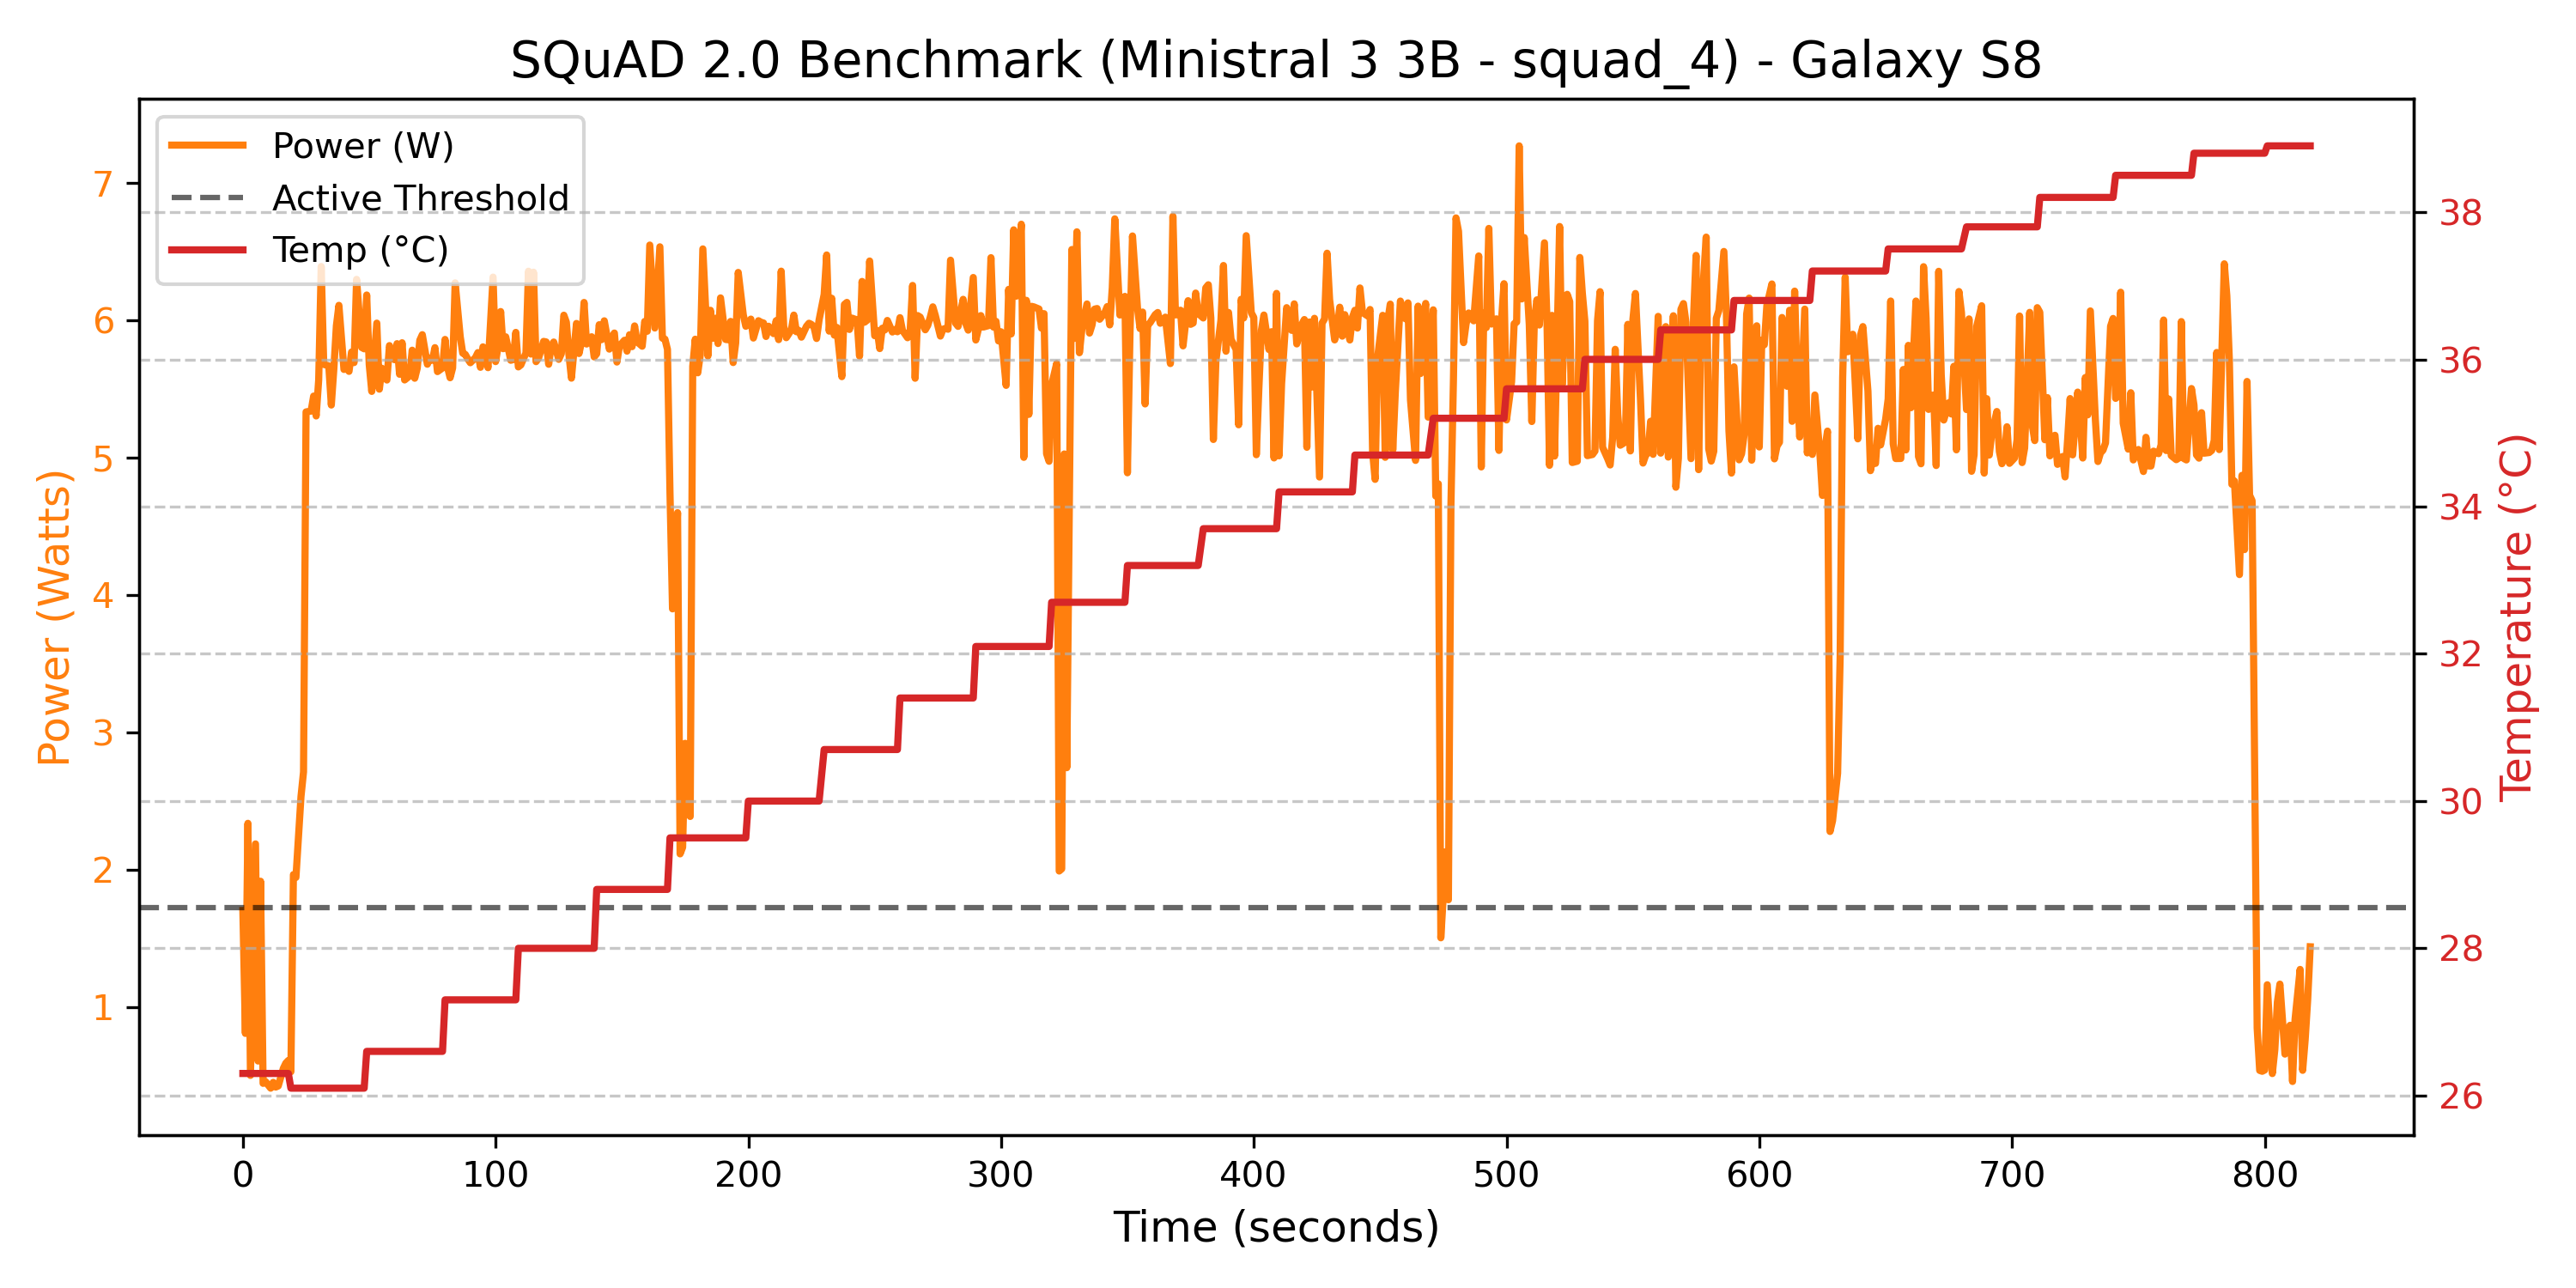 SQuAD 2.0 Benchmark (Ministral 3 3B - squad_4) - Galaxy S8
Power (W)
Active Threshold
Temp (°C)
Power (Watts)
7
6
5
4
3
2
1
Temperature (°C)
38
36
34
32
30
28
26
0 100 200 300 400 500 600 700 800
Time (seconds)